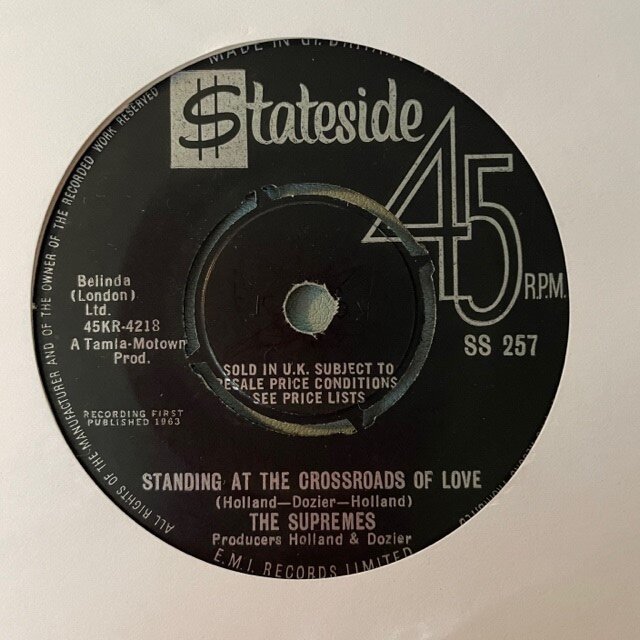 MADE IN GT. BRITAIN
$tateside
45
R.P.M.
Belinda
(London)
Ltd.
45KR-4218
A Tamla-Motown
Prod.
SS 257
SOLD IN U.K. SUBJECT TO
RESALE PRICE CONDITIONS
SEE PRICE LISTS
RECORDING FIRST
PUBLISHED 1963
STANDING AT THE CROSSROADS OF LOVE
(Holland—Dozier—Holland)
THE SUPREMES
Producers Holland & Dozier
E.M.I. RECORDS LIMITED
ALL RIGHTS OF THE MANUFACTURER AND OF THE OWNER OF THE RECORDED WORK RESERVED